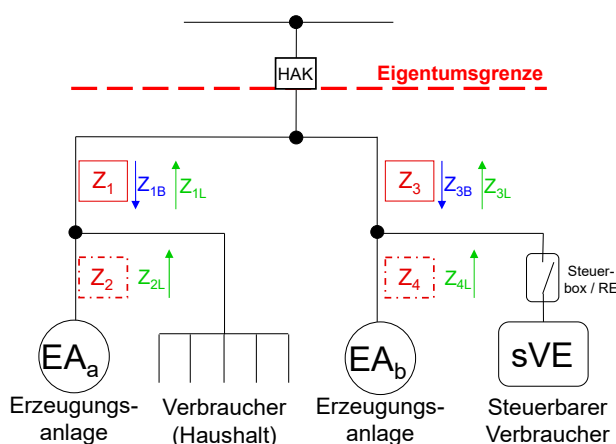 HAK
Eigentumsgrenze
Z1
Z1B
Z1L
Z3
Z3B
Z3L
Z2
Z2L
Z4
Z4L
Steuer-
box / RE
EAa
EAb
sVE
Erzeugungs-
anlage
Verbraucher
(Haushalt)
Erzeugungs-
anlage
Steuerbarer
Verbraucher